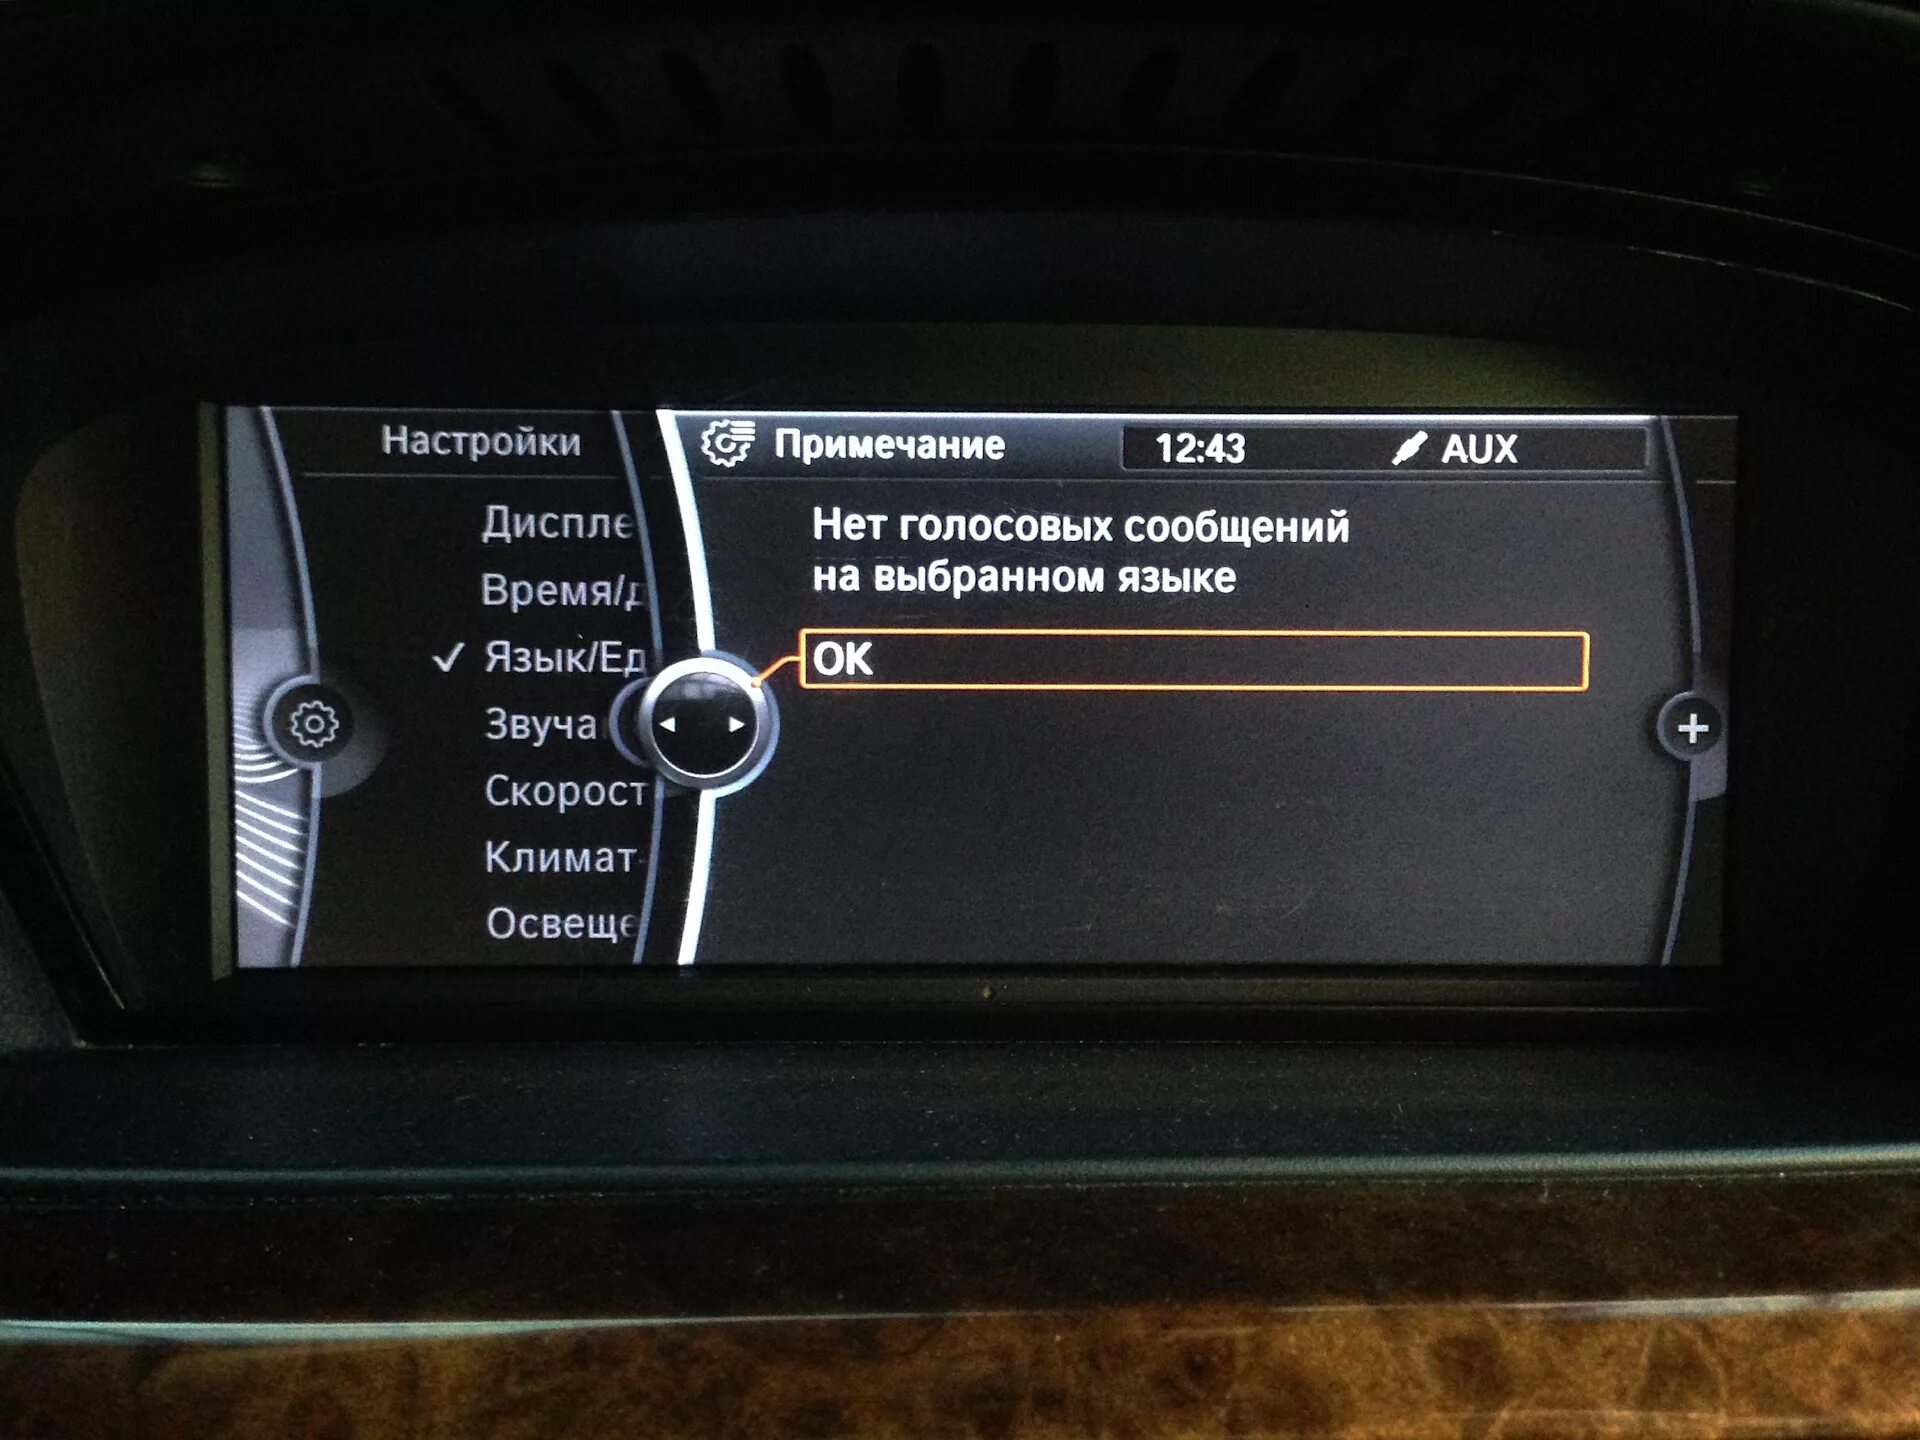 Настройки
Диспле
Время/д
Язык/Ед
Звуча
Скорост
Климат-
Освеще
Примечание
12:43
AUX
Нет голосовых сообщений
на выбранном языке
OK